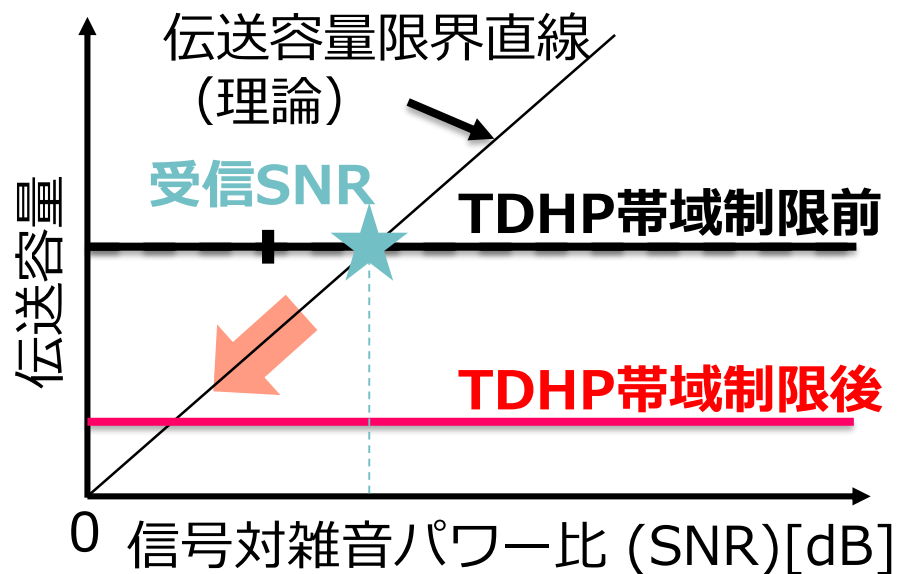 伝送容量限界直線
（理論）
受信SNR
TDHP帯域制限前
伝送容量
TDHP帯域制限後
0
信号対雑音パワー比 (SNR)[dB]